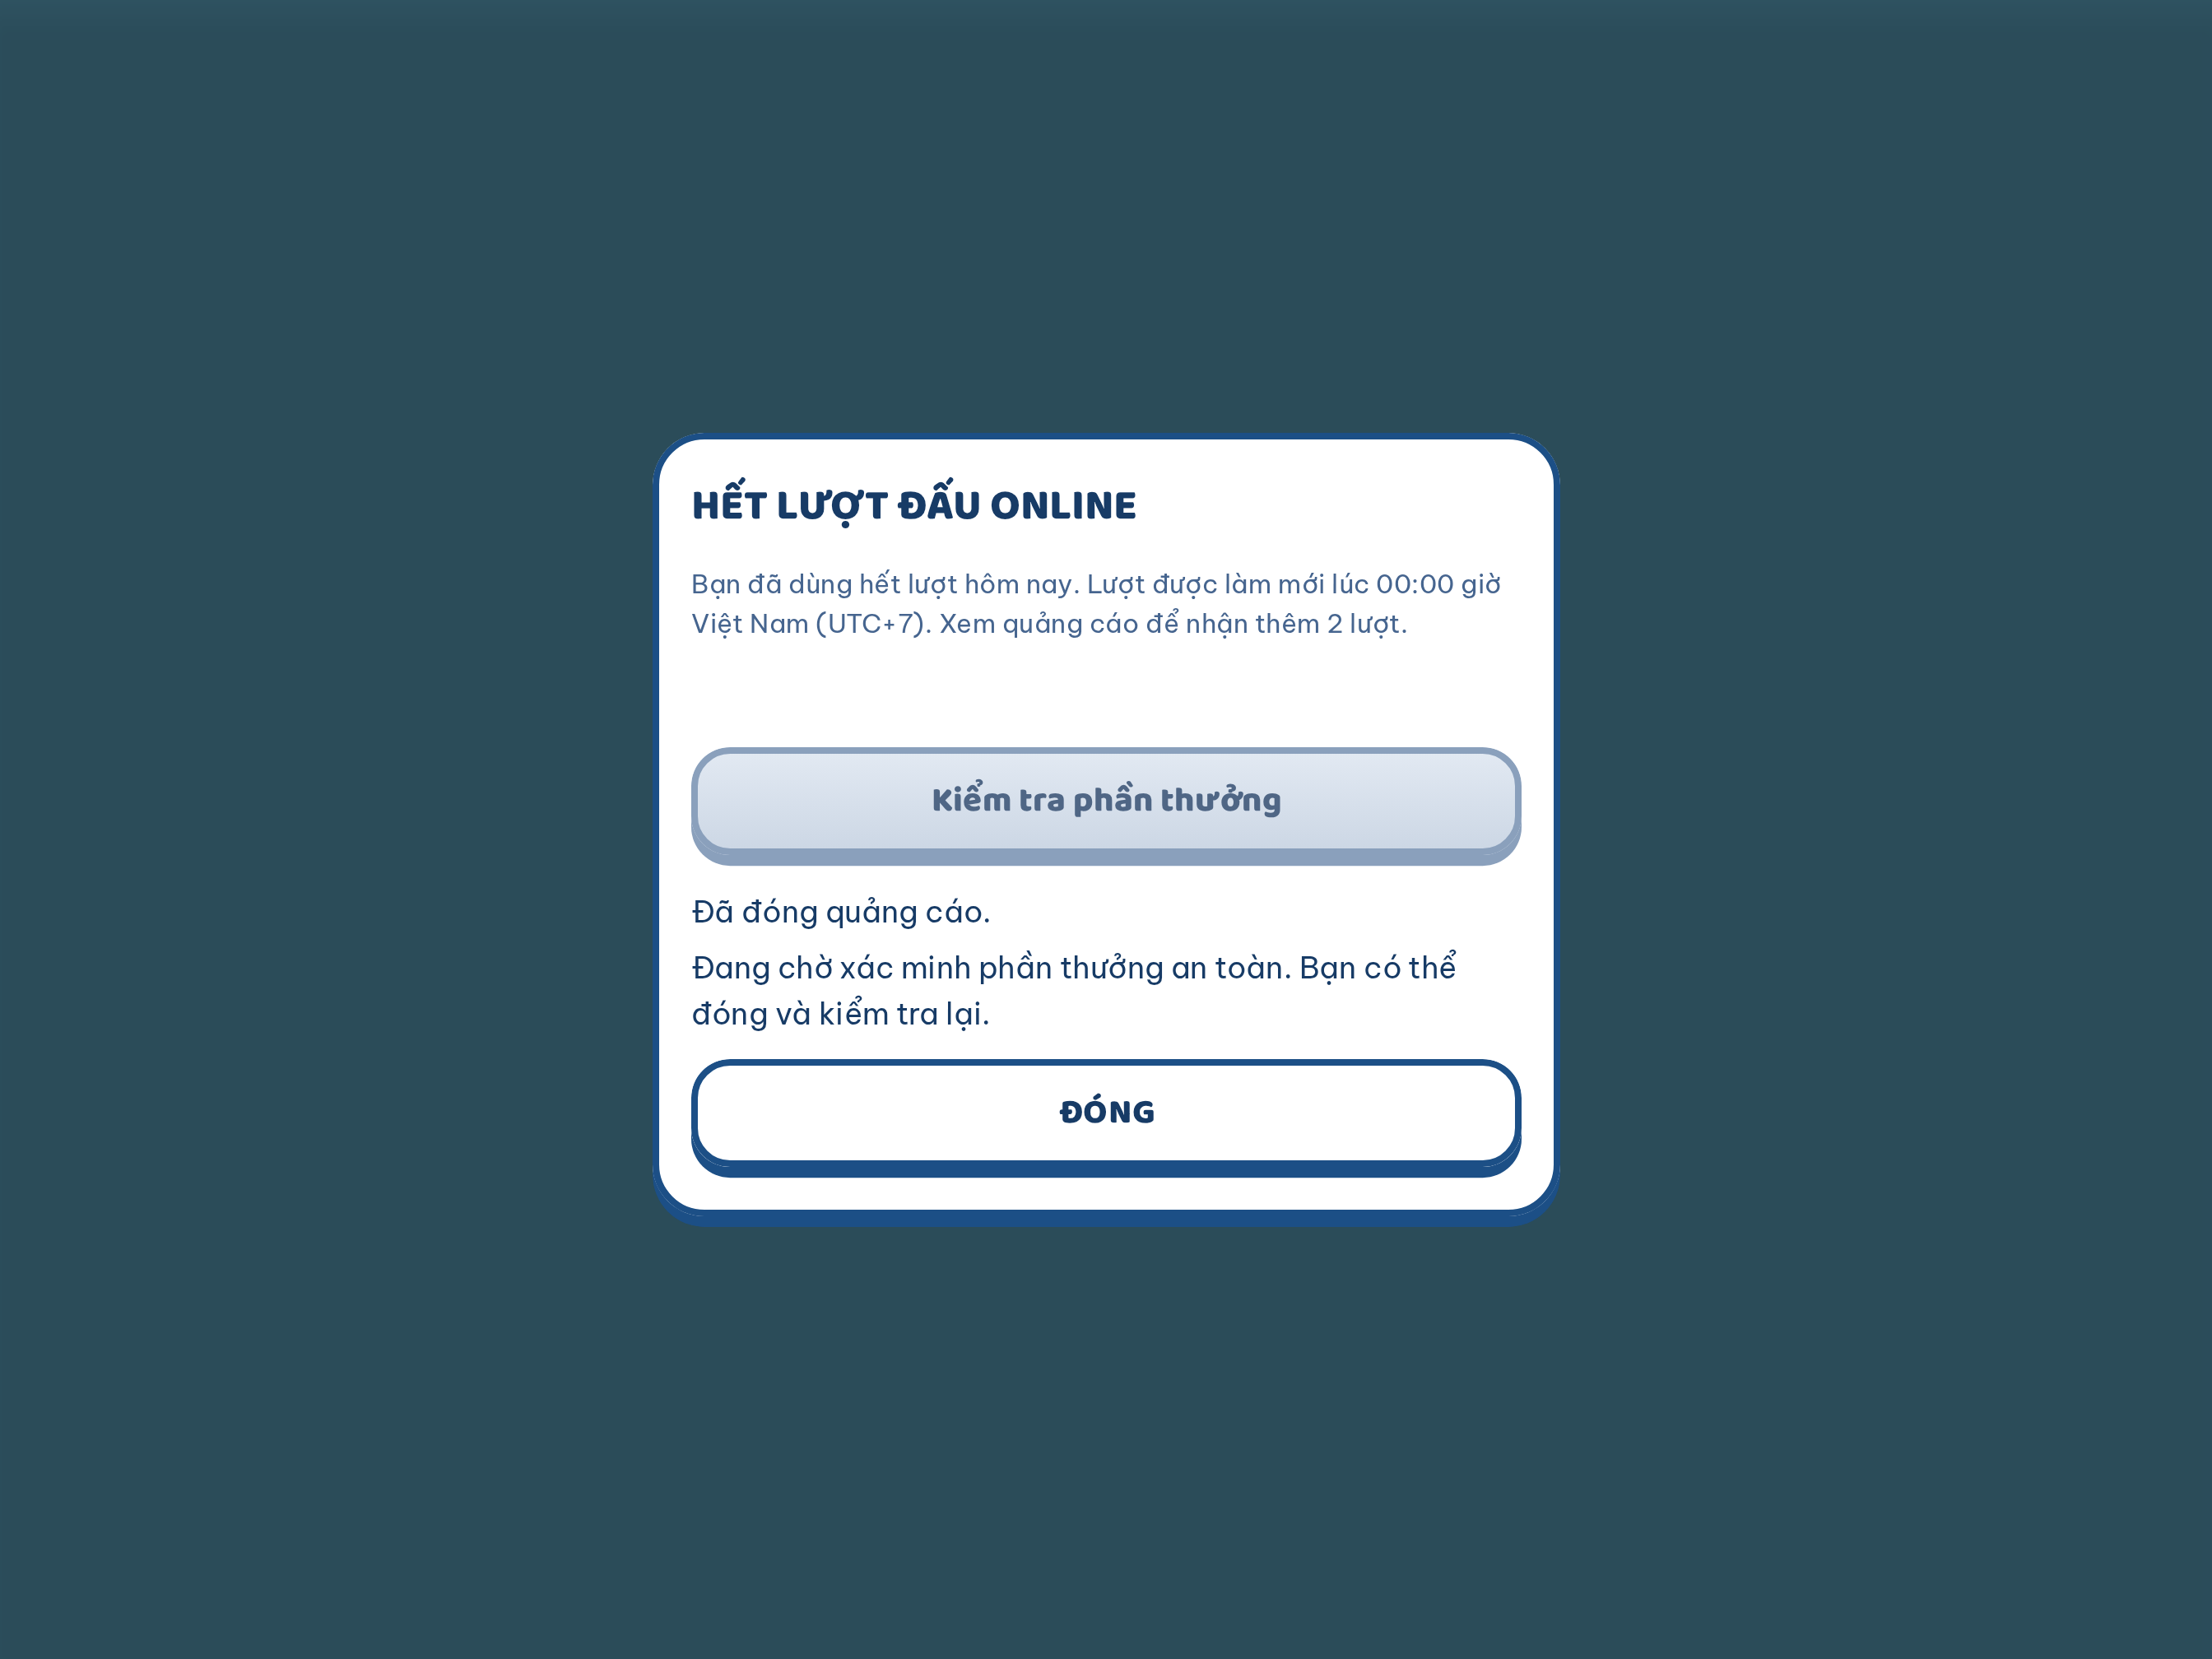 HẾT LƯỢT ĐẤU ONLINE
Bạn đã dùng hết lượt hôm nay. Lượt được làm mới lúc 00:00 giờ
Việt Nam (UTC+7). Xem quảng cáo để nhận thêm 2 lượt.
Kiểm tra phần thưởng
Đã đóng quảng cáo.
Đang chờ xác minh phần thưởng an toàn. Bạn có thể
đóng và kiểm tra lại.
ĐÓNG